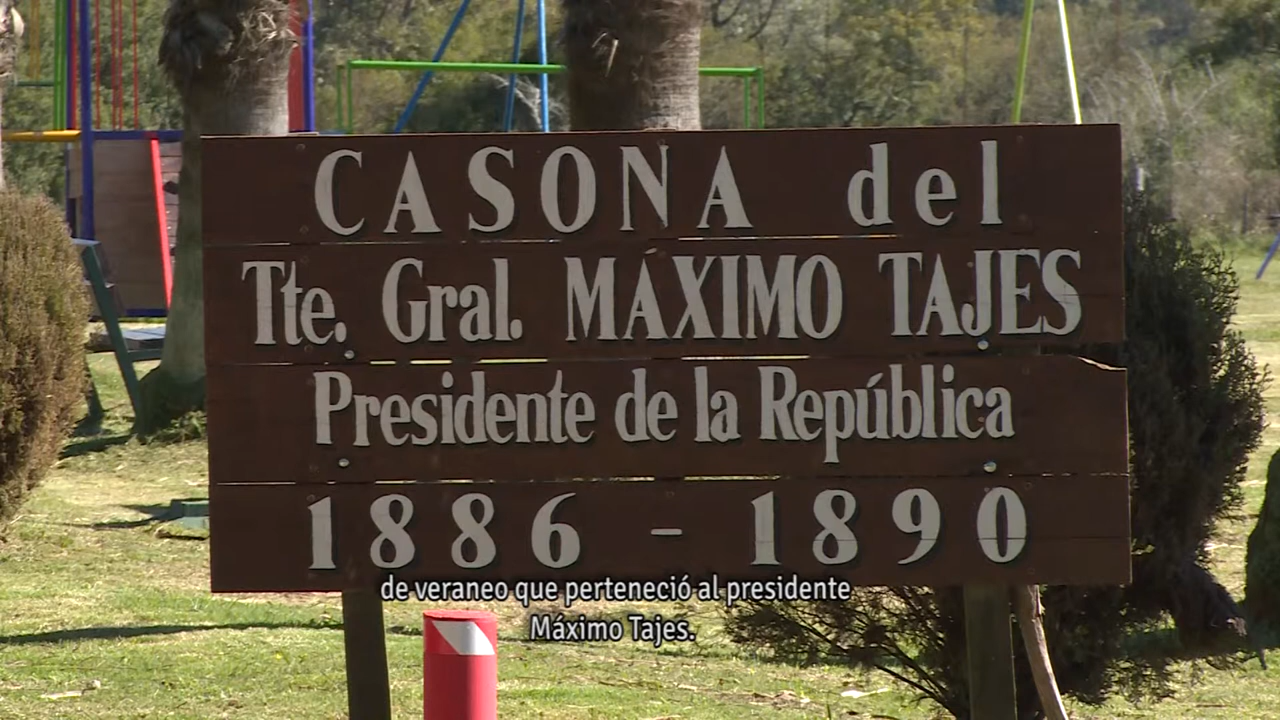 CASONA del
Tte. Gral. MÁXIMO TAJES
Presidente de la República
1886 - 1890
de veraneo que perteneció al presidente
Máximo Tajes.